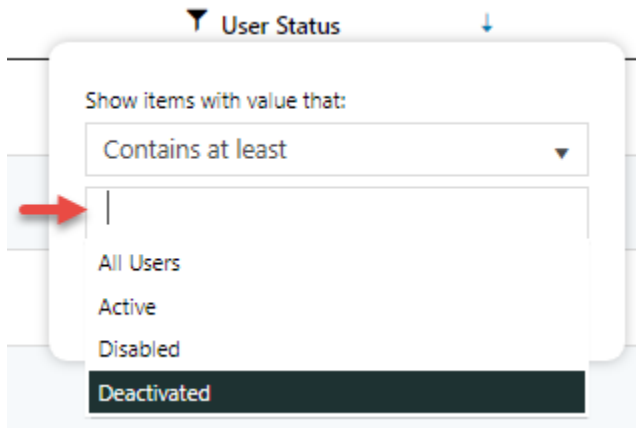 User Status
Show items with value that:
Contains at least
All Users
Active
Disabled
Deactivated